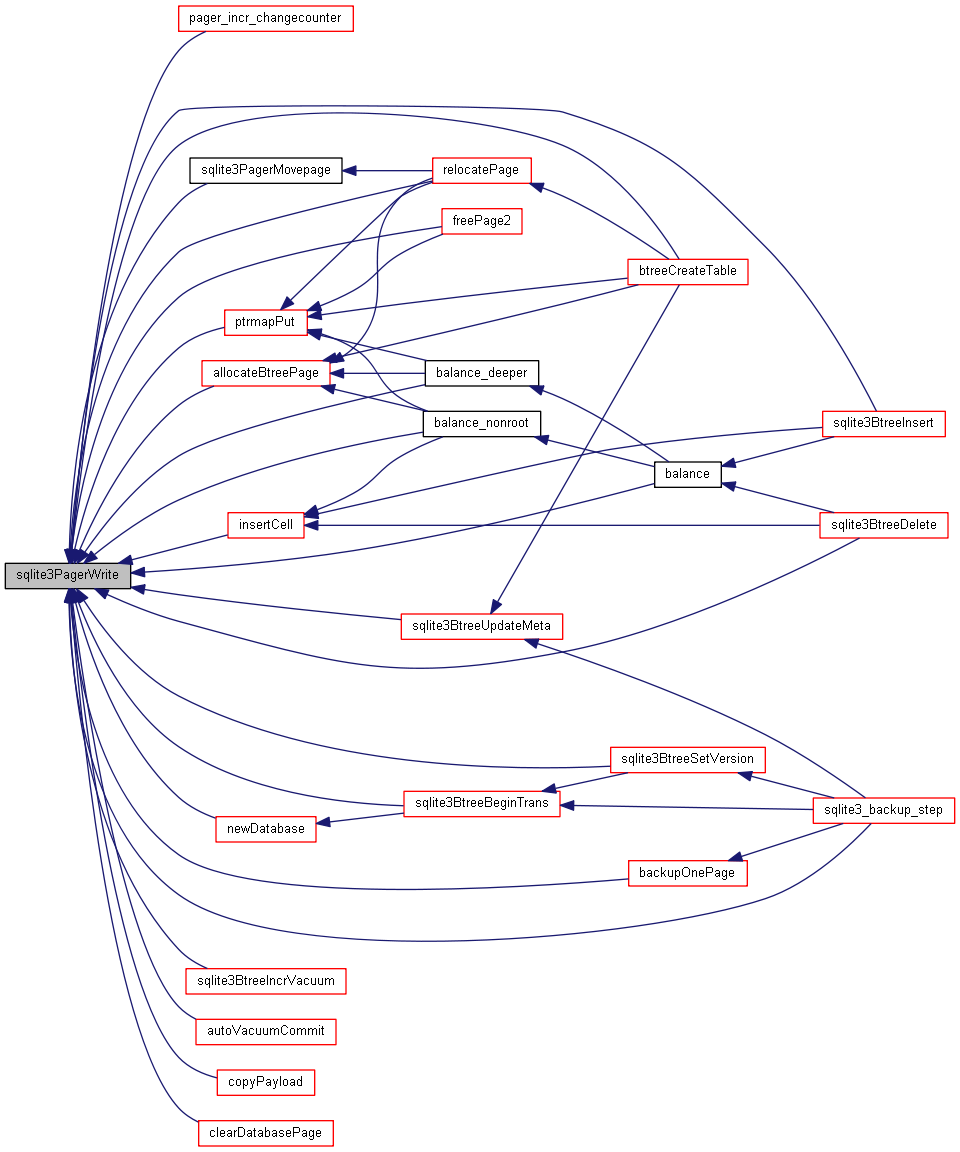 pager_incr_changecounter
sqlite3PagerMovepage
relocatePage
freePage2
btreeCreateTable
ptrmapPut
allocateBtreePage
balance_deeper
balance_nonroot
sqlite3BtreeInsert
balance
insertCell
sqlite3BtreeDelete
sqlite3PagerWrite
sqlite3BtreeUpdateMeta
sqlite3BtreeSetVersion
sqlite3BtreeBeginTrans
sqlite3_backup_step
newDatabase
backupOnePage
sqlite3BtreeIncrVacuum
autoVacuumCommit
copyPayload
clearDatabasePage